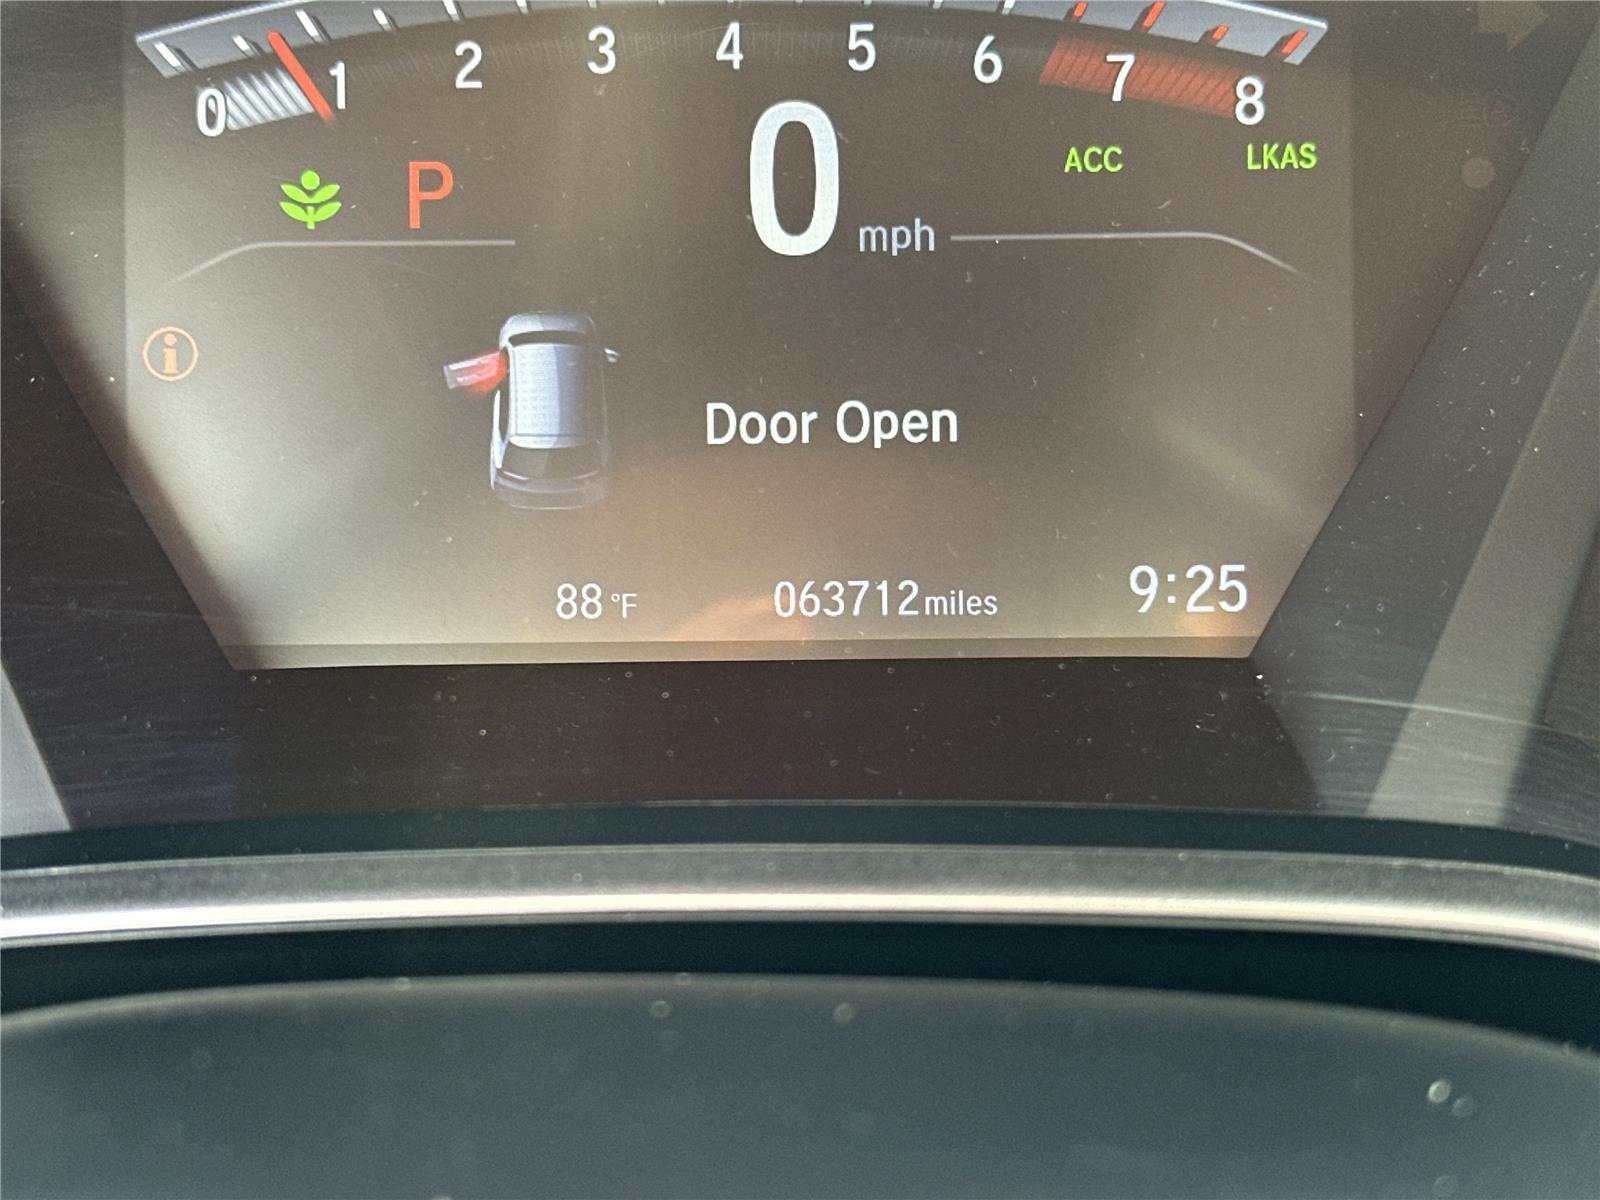 0 1 2 3 4 5 6 7 8
P 0 mph ACC LKAS
i
Door Open
88 °F 063712 miles 9:25